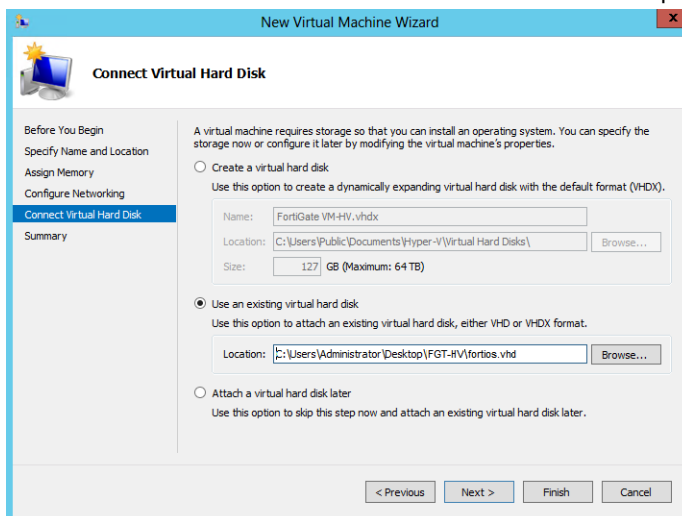 New Virtual Machine Wizard
x
Connect Virtual Hard Disk
Before You Begin
Specify Name and Location
Assign Memory
Configure Networking
Connect Virtual Hard Disk
Summary
A virtual machine requires storage so that you can install an operating system. You can specify the
storage now or configure it later by modifying the virtual machine's properties.
Create a virtual hard disk
Use this option to create a dynamically expanding virtual hard disk with the default format (VHDX).
Name: FortiGate VM-HV.vhdx
Location: C:\Users\Public\Documents\Hyper-V\Virtual Hard Disks\ Browse...
Size: 127 GB (Maximum: 64 TB)
Use an existing virtual hard disk
Use this option to attach an existing virtual hard disk, either VHD or VHDX format.
Location: C:\Users\Administrator\Desktop\FGT-HV\fortios.vhd Browse...
Attach a virtual hard disk later
Use this option to skip this step now and attach an existing virtual hard disk later.
< Previous Next > Finish Cancel